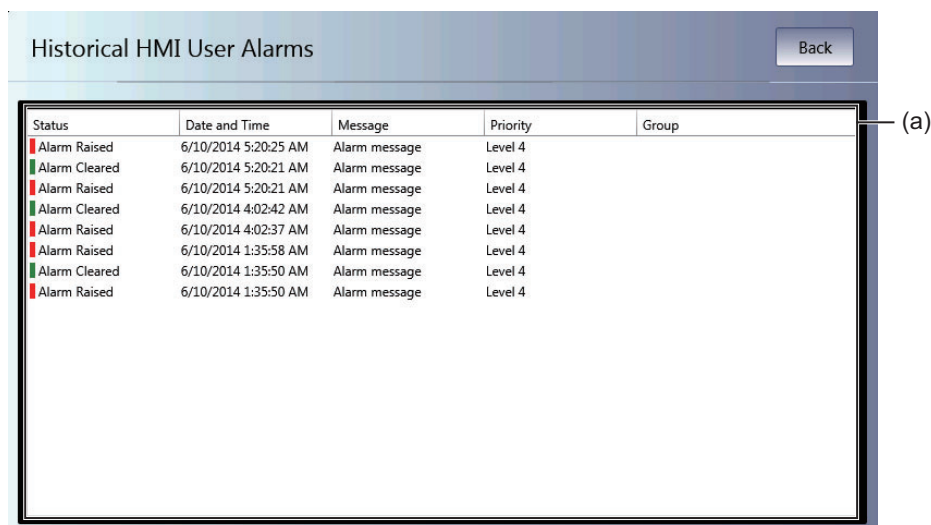 Historical HMI User Alarms
Back
(a)
Status Date and Time Message Priority Group
Alarm Raised 6/10/2014 5:20:25 AM Alarm message Level 4
Alarm Cleared 6/10/2014 5:20:21 AM Alarm message Level 4
Alarm Raised 6/10/2014 5:20:21 AM Alarm message Level 4
Alarm Cleared 6/10/2014 4:02:42 AM Alarm message Level 4
Alarm Raised 6/10/2014 4:02:37 AM Alarm message Level 4
Alarm Raised 6/10/2014 1:35:58 AM Alarm message Level 4
Alarm Cleared 6/10/2014 1:35:50 AM Alarm message Level 4
Alarm Raised 6/10/2014 1:35:50 AM Alarm message Level 4